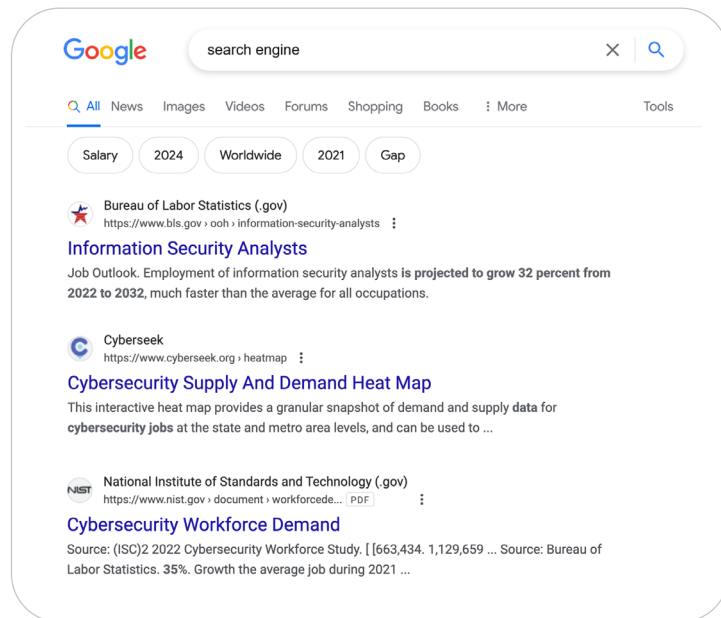 Google
search engine
All News Images Videos Forums Shopping Books More Tools
Salary 2024 Worldwide 2021 Gap
Bureau of Labor Statistics (.gov)
https://www.bls.gov › ooh › information-security-analysts
Information Security Analysts
Job Outlook. Employment of information security analysts is projected to grow 32 percent from
2022 to 2032, much faster than the average for all occupations.
Cyberseek
https://www.cyberseek.org › heatmap
Cybersecurity Supply And Demand Heat Map
This interactive heat map provides a granular snapshot of demand and supply data for
cybersecurity jobs at the state and metro area levels, and can be used to ...
NIST
National Institute of Standards and Technology (.gov)
https://www.nist.gov › document › workforcede... PDF
Cybersecurity Workforce Demand
Source: (ISC)2 2022 Cybersecurity Workforce Study. [ [663,434. 1,129,659 ... Source: Bureau of
Labor Statistics. 35%. Growth the average job during 2021 ...